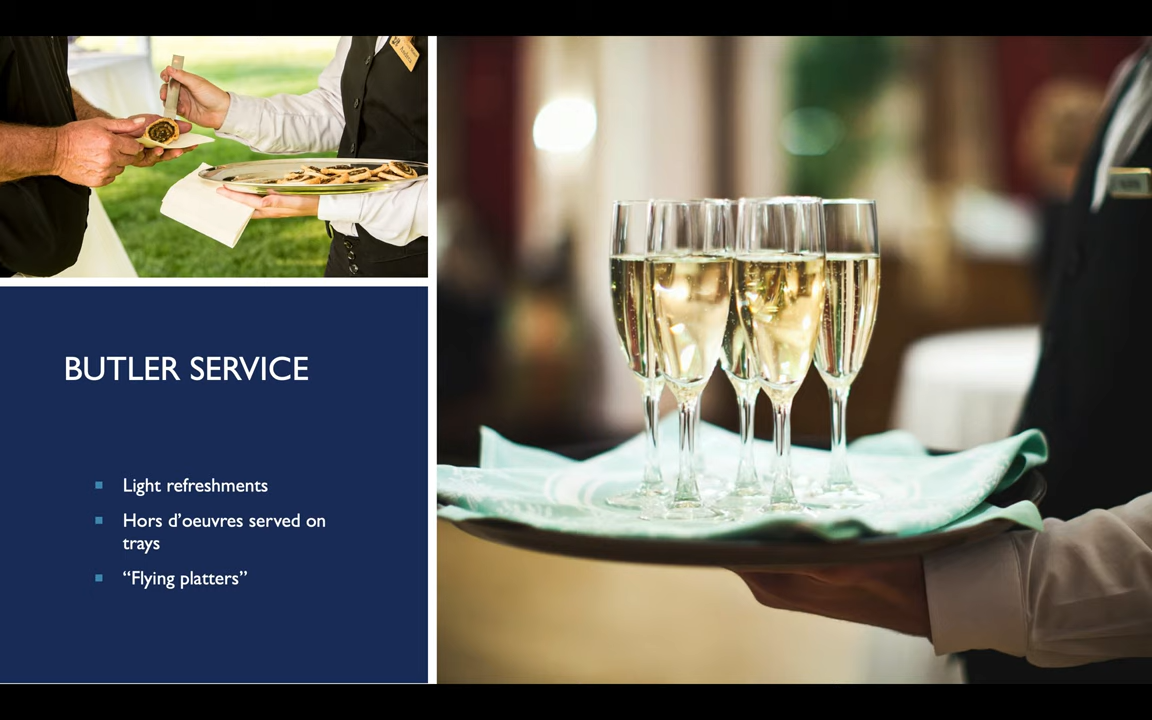 BUTLER SERVICE
Light refreshments
Hors d’oeuvres served on
trays
“Flying platters”